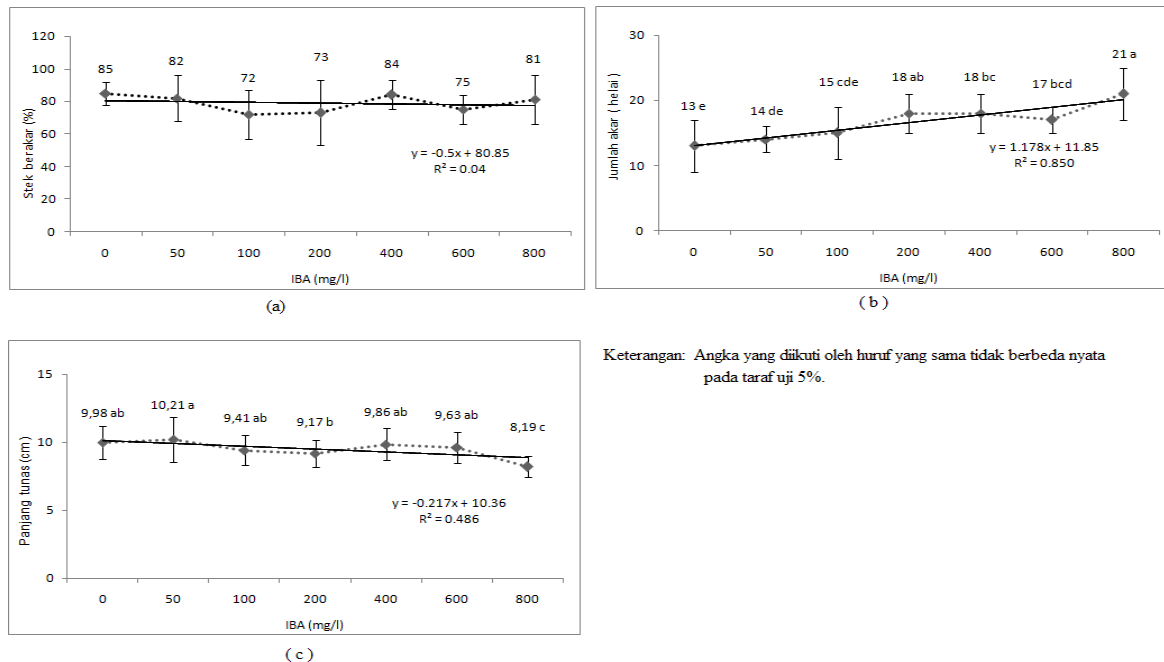 120
100
80
60
40
20
0
Stek berakar (%)
85
82
72
73
84
75
81
y = -0.5x + 80.85
R² = 0.04
0 50 100 200 400 600 800
IBA (mg/l)
(a)
30
20
10
0
Jumlah akar ( helai )
13 e
14 de
15 cde
18 ab
18 bc
17 bcd
21 a
y = 1.178x + 11.85
R² = 0.850
0 50 100 200 400 600 800
IBA (mg/l)
( b )
15
10
5
0
Panjang tunas (cm)
9,98 ab
10,21 a
9,41 ab
9,17 b
9,86 ab
9,63 ab
8,19 c
y = -0.217x + 10.36
R² = 0.486
0 50 100 200 400 600 800
IBA (mg/l)
( c )
Keterangan: Angka yang diikuti oleh huruf yang sama tidak berbeda nyata
pada taraf uji 5%.